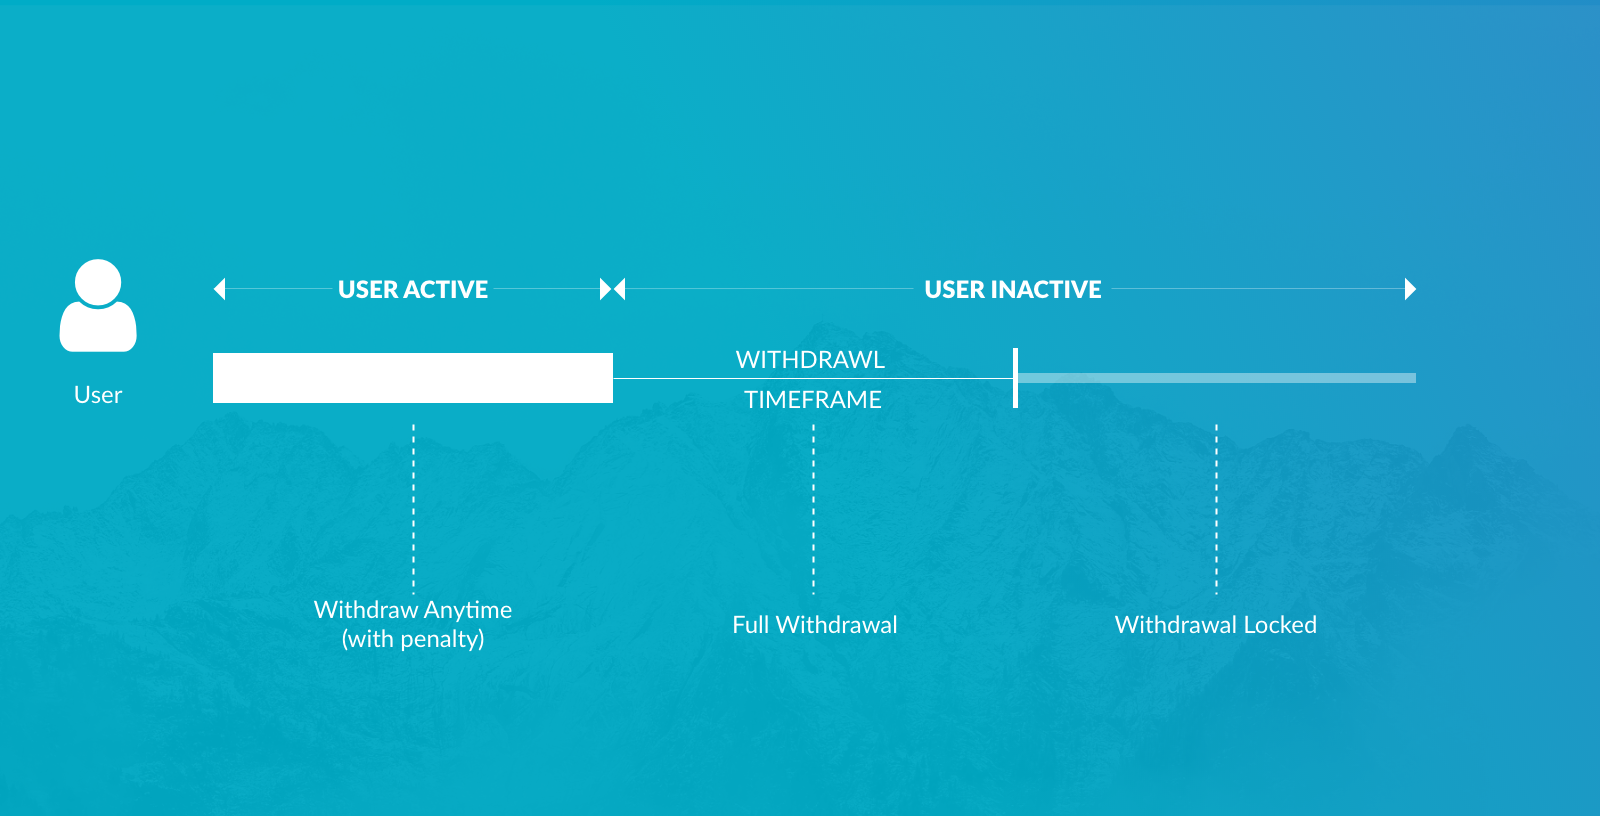 USER ACTIVE
USER INACTIVE
WITHDRAWL
TIMEFRAME
User
Withdraw Anytime
(with penalty)
Full Withdrawal
Withdrawal Locked